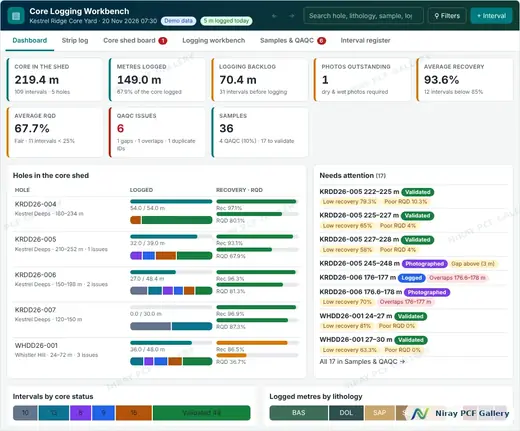 Core Logging Workbench
Kestrel Ridge Core Yard · 20 Nov 2026 07:30
Demo data
5 m logged today
Search hole, lithology, sample, log
Filters
+ Interval
Dashboard
Strip log
Core shed board 1
Logging workbench
Samples & QAQC 6
Interval register
CORE IN THE SHED
219.4 m
109 intervals · 5 holes
METRES LOGGED
149.0 m
67.9% of the core logged
LOGGING BACKLOG
70.4 m
31 intervals before logging
PHOTOS OUTSTANDING
1
dry & wet photos required
AVERAGE RECOVERY
93.6%
12 intervals below 85%
AVERAGE RQD
67.7%
Fair · 11 intervals < 25%
QAQC ISSUES
6
1 gaps · 1 overlaps · 1 duplicate IDs
SAMPLES
36
4 QAQC (10%) · 17 to validate
Holes in the core shed
HOLE
LOGGED
RECOVERY · RQD
KRDD26-004
Kestrel Deeps · 180–234 m
54.0 / 54.0 m
Rec 97.1%
RQD 80.1%
KRDD26-005
Kestrel Deeps · 210–252 m · 1 issues
32.0 / 39.0 m
Rec 93.1%
RQD 67.9%
KRDD26-006
Kestrel Deeps · 150–198 m · 2 issues
27.0 / 48.4 m
Rec 96.3%
RQD 81.3%
KRDD26-007
Kestrel Deeps · 120–150 m
0.0 / 30.0 m
Rec 96.9%
RQD 87.3%
WHDD26-001
Whistler Hill · 24–72 m · 3 issues
36.0 / 48.0 m
Rec 86.5%
RQD 36.7%
Needs attention (17)
KRDD26-005 222–225 m Validated
Low recovery 79.3% Poor RQD 10.3%
KRDD26-005 225–227 m Validated
Low recovery 65% Poor RQD 4%
KRDD26-005 227–228 m Validated
Low recovery 58% Poor RQD 4%
KRDD26-005 245–248 m Photographed Gap above (3 m)
KRDD26-006 176–177 m Logged Overlaps 176.6–178 m
KRDD26-006 176.6–178 m Photographed
Low recovery 70% Overlaps 176–177 m
WHDD26-001 24–27 m Validated
Low recovery 81% Poor RQD 0%
WHDD26-001 27–30 m Validated
Low recovery 63.3% Poor RQD 0%
All 17 in Samples & QAQC →
Intervals by core status
10
12
8
9
16
Validated
Logged metres by lithology
BAS
DOL
SAP
Niray PCF Gallery